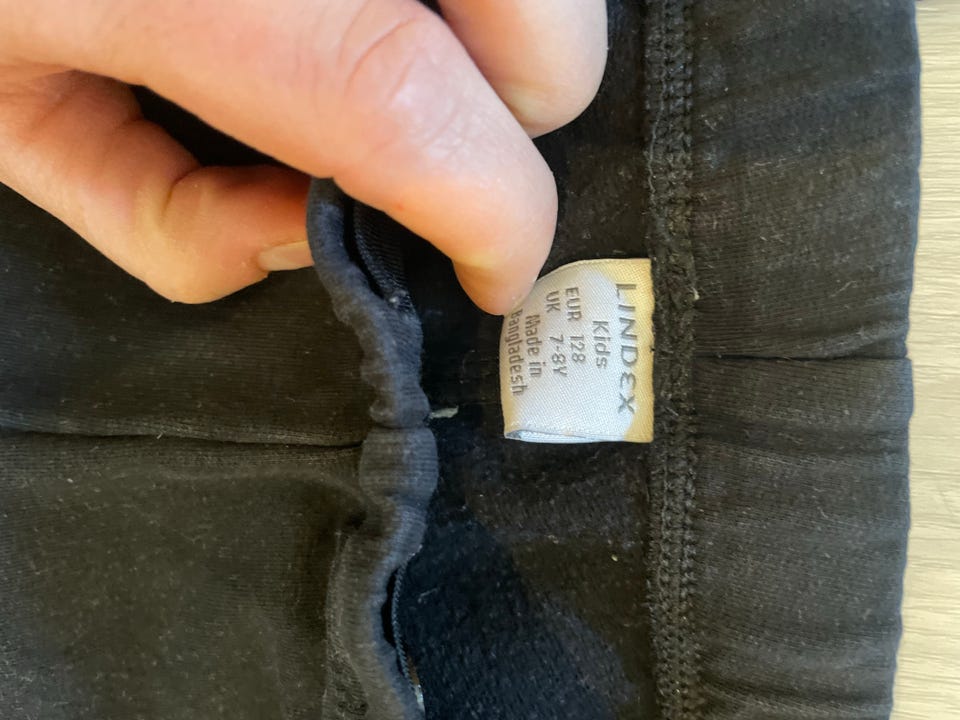 LINDEX
Kids
EUR 128
UK 7-8Y
Made in
Bangladesh